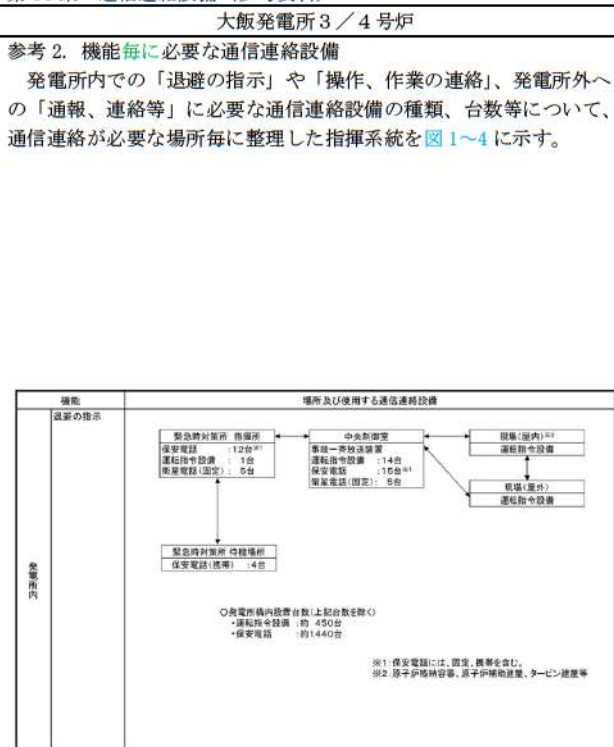 大飯発電所３／４号炉
参考 2. 機能毎に必要な通信連絡設備
発電所内での「退避の指示」や「操作、作業の連絡」、発電所外へ
の「通報、連絡等」に必要な通信連絡設備の種類、台数等について、
通信連絡が必要な場所毎に整理した指揮系統を図 1～4 に示す。
機能
場所及び使用する通信連絡設備
発電所内
退避の指示
緊急時対策所 指揮所
保安電話 :12台※1
運転指令設備 : 1台
衛星電話(固定): 5台
中央制御室
事故一斉放送装置
運転指令設備 :14台
保安電話 :15台※1
衛星電話(固定): 5台
現場(屋内)※2
運転指令設備
現場(屋外)
運転指令設備
緊急時対策所 待機場所
保安電話(携帯) :4台
○発電所構内設置台数(上記台数を除く)
・運転指令設備 :約 450台
・保安電話 :約1440台
※1:保安電話には、固定、携帯を含む。
※2:原子炉格納容器、原子炉補助建屋、タービン建屋等